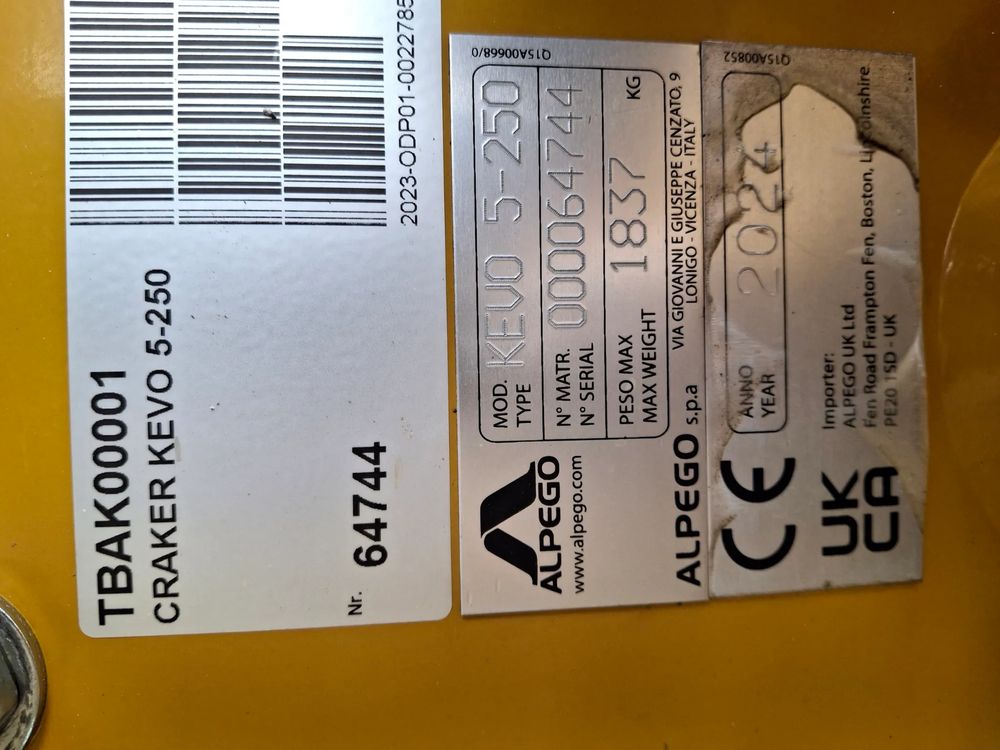 2023-ODP01-0022785
TBAK00001
CRAKER KEVO 5-250
Nr. 64744
Q15A00668/0
ALPEGO
www.alpego.com
MOD.
TYPE
KEVO 5-250
N° MATR.
N° SERIAL
000064744
PESO MAX
MAX WEIGHT
1837 KG
ALPEGO s.p.a
VIA GIOVANNI E GIUSEPPE CENZATO, 9
LONIGO - VICENZA - ITALY
Q15A00852
CE
ANNO
YEAR
2024
UK
CA
Importer:
ALPEGO UK Ltd
Fen Road Frampton Fen, Boston, Lincolnshire
PE20 1SD - UK